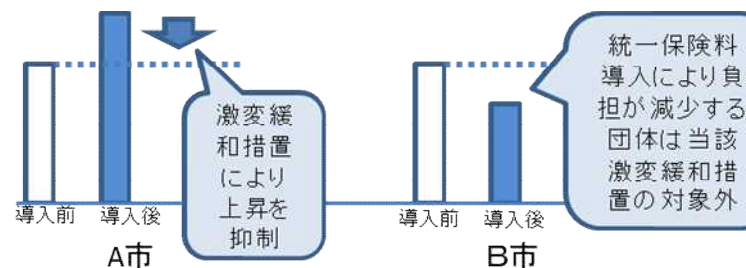 激変緩
和措置
により
上昇を
抑制
導入前
導入後
A市
統一保険料
導入により負
担が減少する
団体は当該
激変緩和措
置の対象外
導入前
導入後
B市